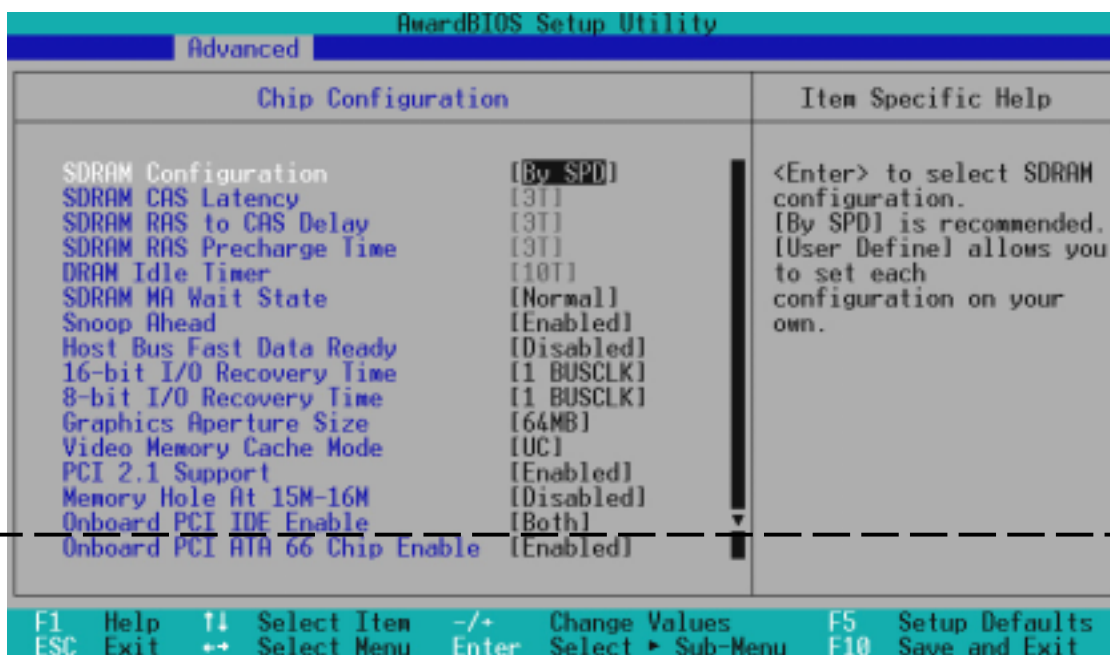 AwardBIOS Setup Utility
Advanced
Chip Configuration
Item Specific Help
SDRAM Configuration [By SPD]
SDRAM CAS Latency [3T]
SDRAM RAS to CAS Delay [3T]
SDRAM RAS Precharge Time [3T]
DRAM Idle Timer [10T]
SDRAM MA Wait State [Normal]
Snoop Ahead [Enabled]
Host Bus Fast Data Ready [Disabled]
16-bit I/O Recovery Time [1 BUSCLK]
8-bit I/O Recovery Time [1 BUSCLK]
Graphics Aperture Size [64MB]
Video Memory Cache Mode [UC]
PCI 2.1 Support [Enabled]
Memory Hole At 15M-16M [Disabled]
Onboard PCI IDE Enable [Both]
Onboard PCI ATA 66 Chip Enable [Enabled]
<Enter> to select SDRAM
configuration.
[By SPD] is recommended.
[User Define] allows you
to set each
configuration on your
own.
F1 Help ↑↓ Select Item -/+ Change Values F5 Setup Defaults
ESC Exit ←→ Select Menu Enter Select ► Sub-Menu F10 Save and Exit